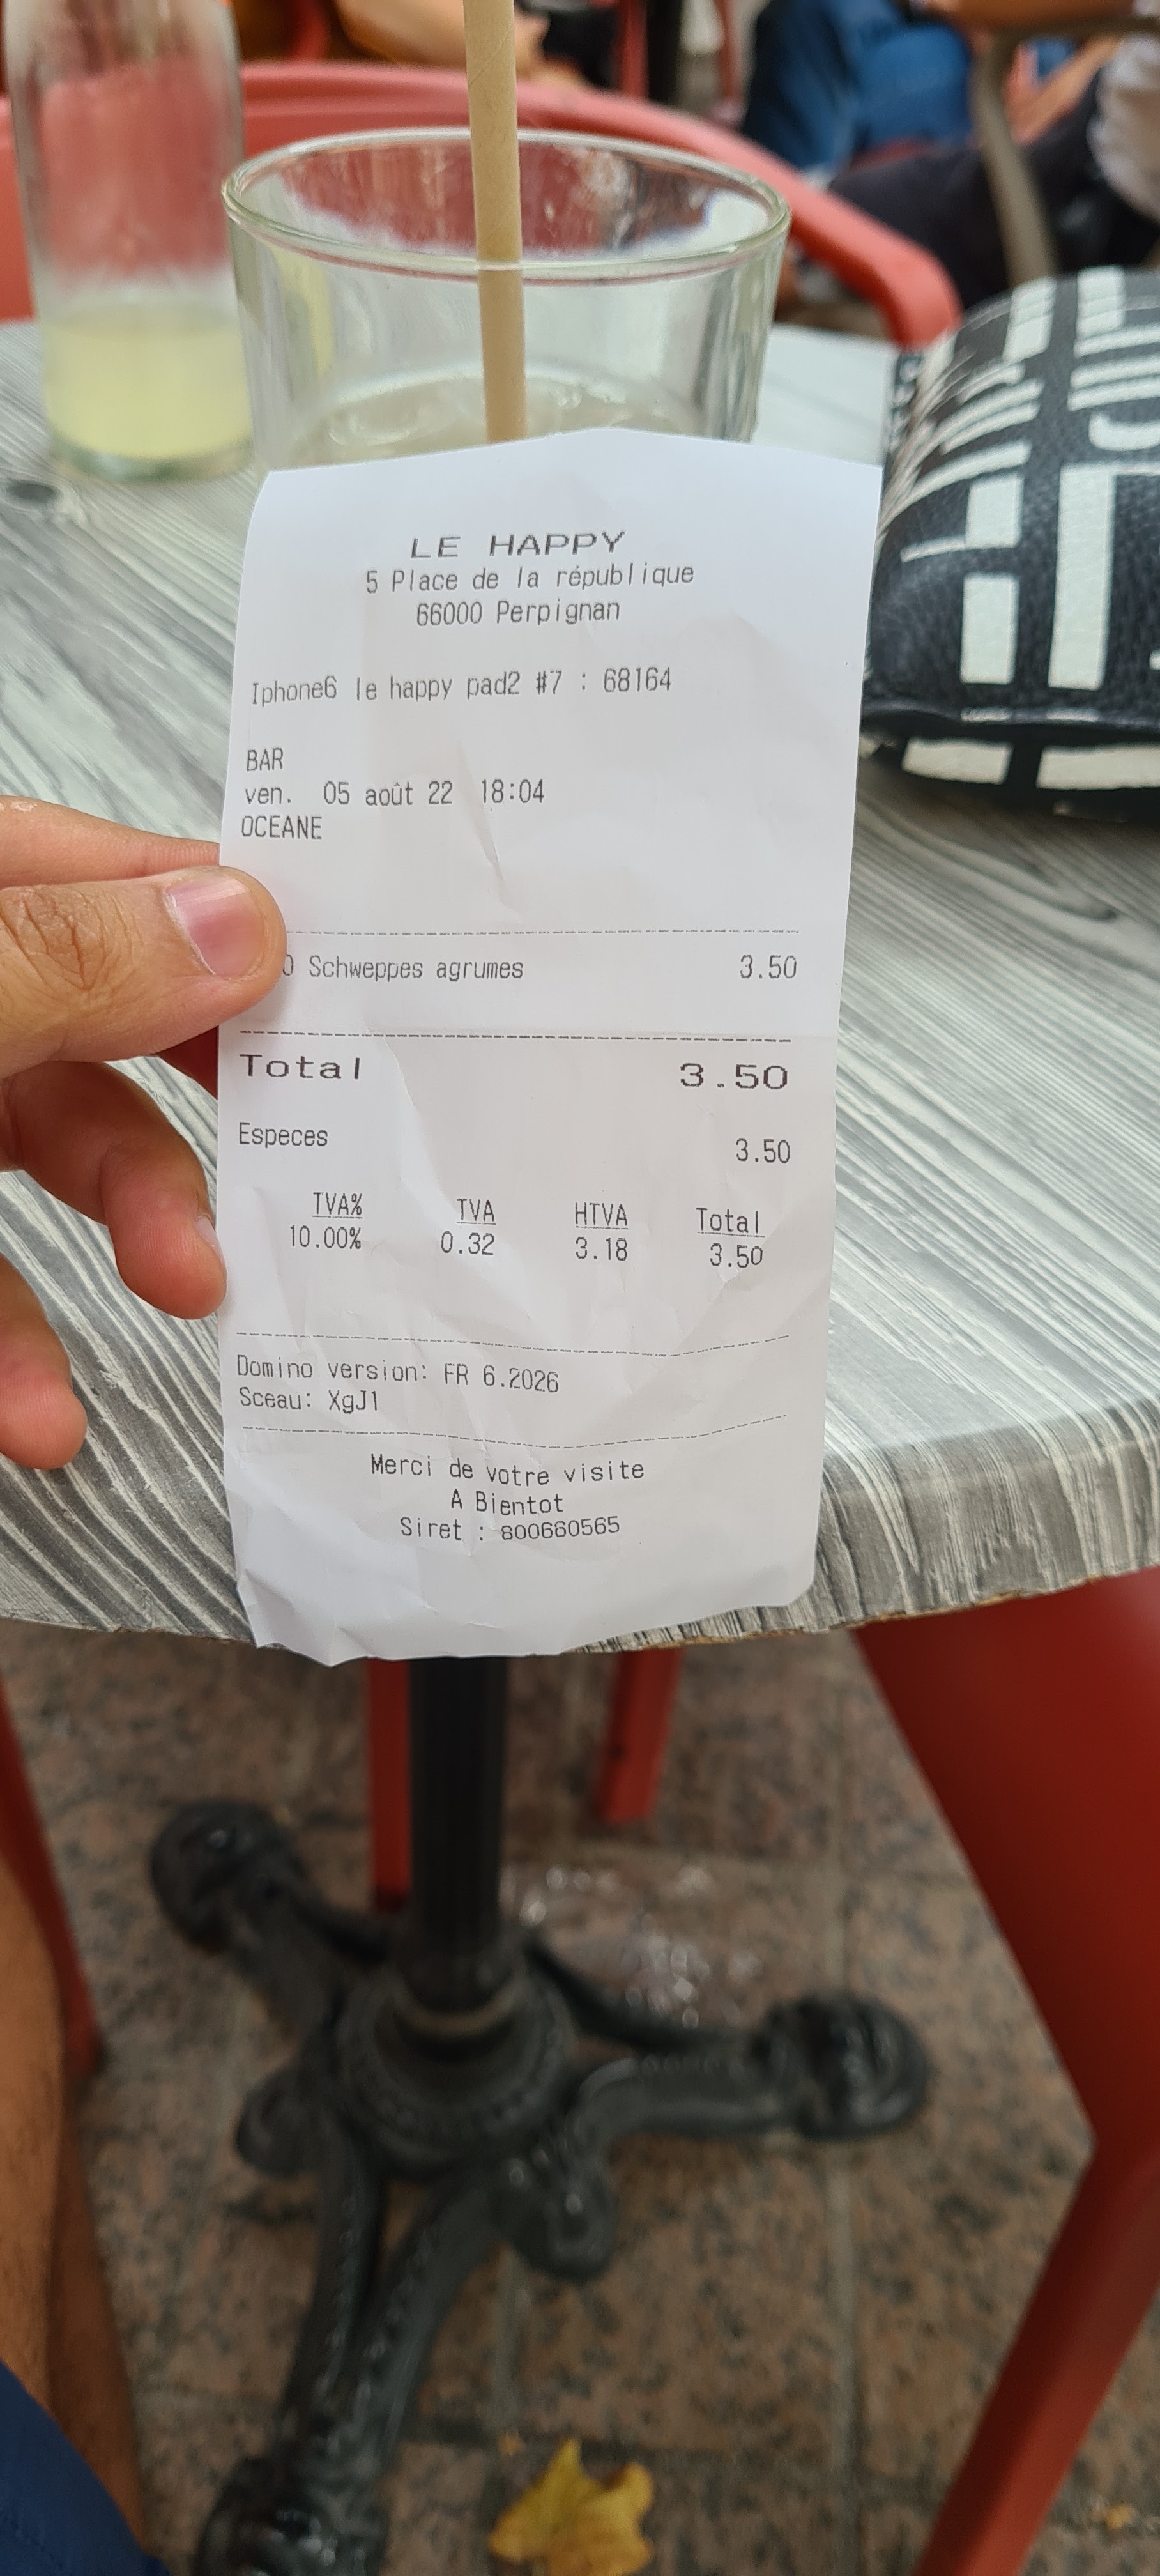 LE HAPPY
5 Place de la république
66000 Perpignan
Iphone6 le happy pad2 #7 : 68164
BAR
ven. 05 août 22 18:04
OCEANE
0 Schweppes agrumes 3.50
Total 3.50
Especes 3.50
TVA% TVA HTVA Total
10.00% 0.32 3.18 3.50
Domino version: FR 6.2026
Sceau: XgJ1
Merci de votre visite
A Bientot
Siret : 800660565